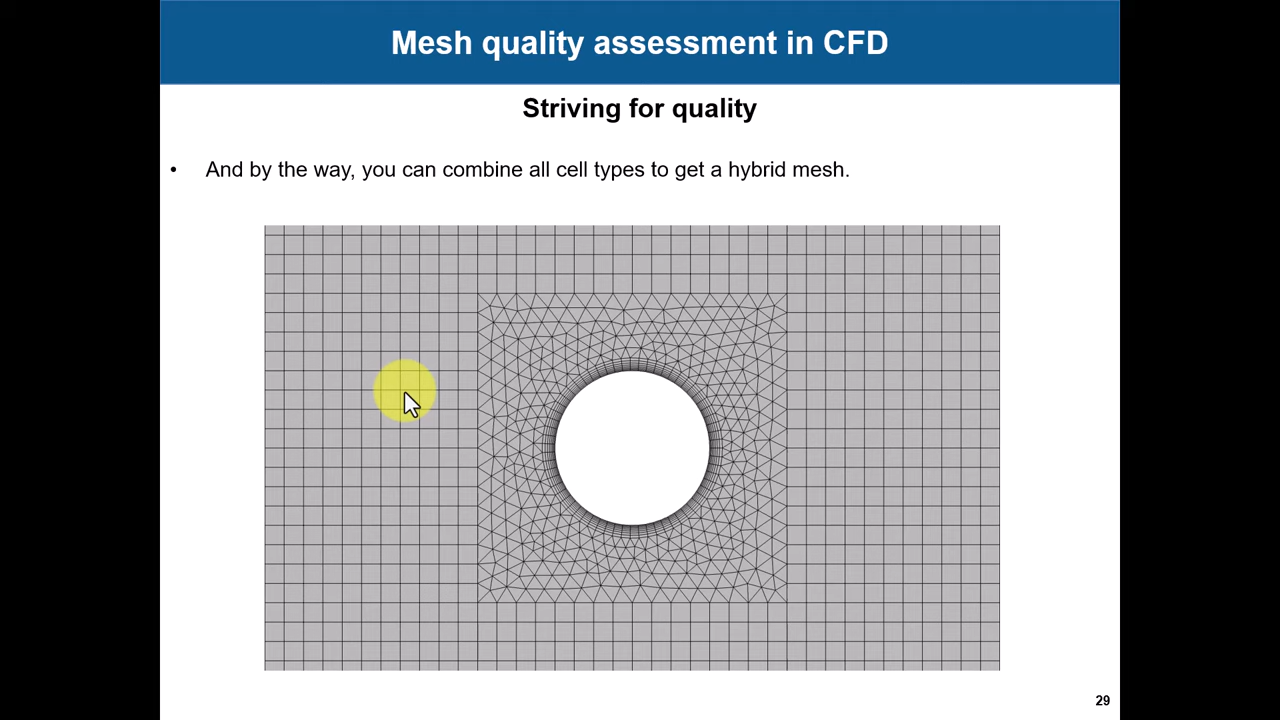 Mesh quality assessment in CFD
Striving for quality
• And by the way, you can combine all cell types to get a hybrid mesh.
29